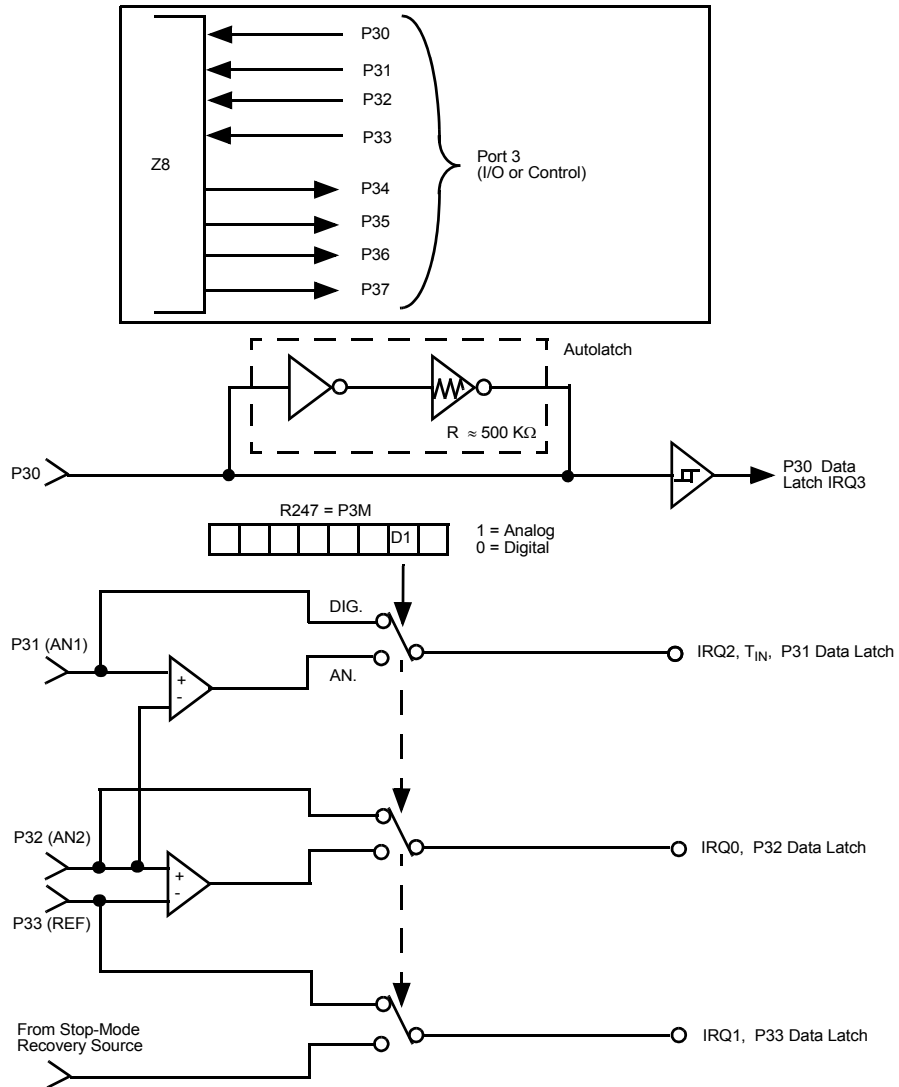 P30
P31
P32
P33
Z8
Port 3
(I/O or Control)
P34
P35
P36
P37
Autolatch
R ≈ 500 KΩ
P30
P30 Data
Latch IRQ3
R247 = P3M
D1
1 = Analog
0 = Digital
DIG.
P31 (AN1)
IRQ2, TIN, P31 Data Latch
AN.
+
-
P32 (AN2)
IRQ0, P32 Data Latch
+
-
P33 (REF)
From Stop-Mode
Recovery Source
IRQ1, P33 Data Latch